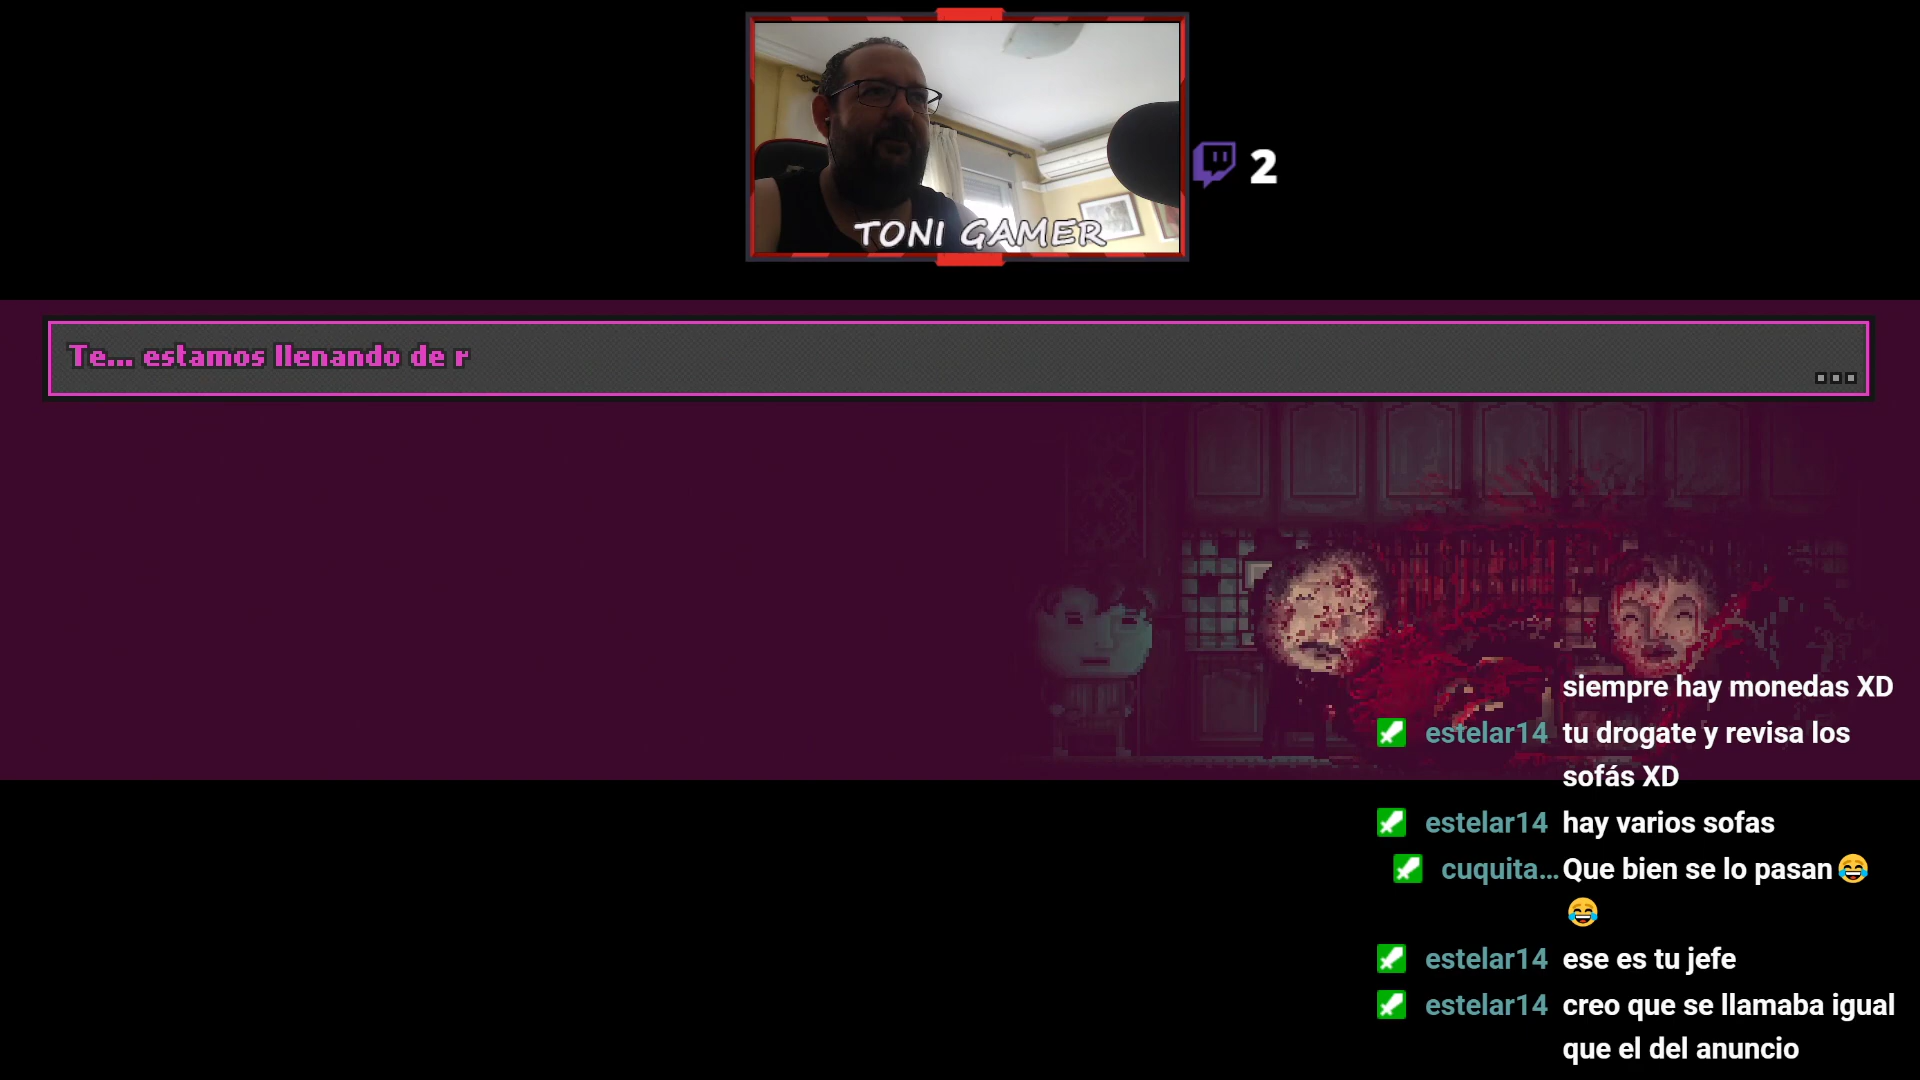 TONI GAMER
2
Te... estamos llenando de r
siempre hay monedas XD
estelar14 tu drogate y revisa los
sofás XD
estelar14 hay varios sofas
cuquita... Que bien se lo pasan😂
😂
estelar14 ese es tu jefe
estelar14 creo que se llamaba igual
que el del anuncio